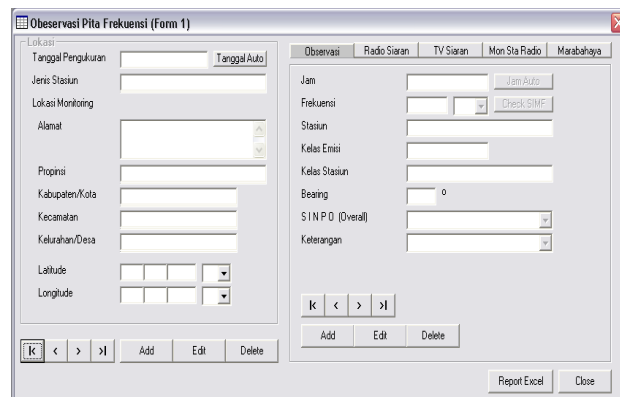 Obeservasi Pita Frekuensi (Form 1)
Lokasi
Tanggal Pengukuran
Tanggal Auto
Jenis Stasiun
Lokasi Monitoring
Alamat
Propinsi
Kabupaten/Kota
Kecamatan
Kelurahan/Desa
Latitude
Longitude
Add Edit Delete
Observasi Radio Siaran TV Siaran Mon Sta Radio Marabahaya
Jam
Jam Auto
Frekuensi
Check SIMF
Stasiun
Kelas Emisi
Kelas Stasiun
Bearing o
S I N P O (Overall)
Keterangan
Add Edit Delete
Report Excel Close